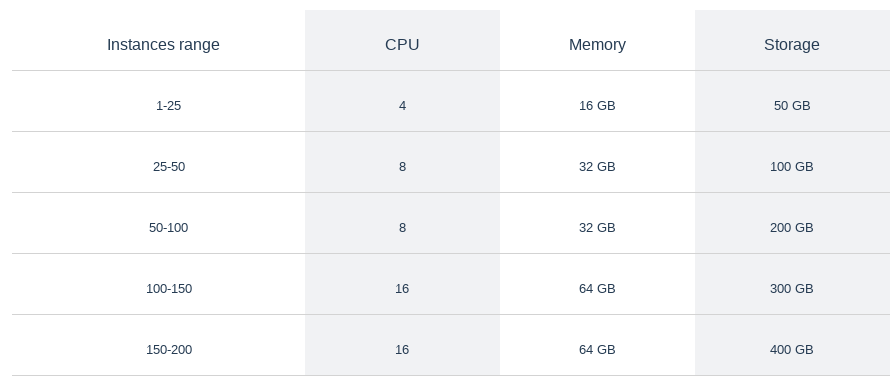 Instances range CPU Memory Storage
1-25 4 16 GB 50 GB
25-50 8 32 GB 100 GB
50-100 8 32 GB 200 GB
100-150 16 64 GB 300 GB
150-200 16 64 GB 400 GB